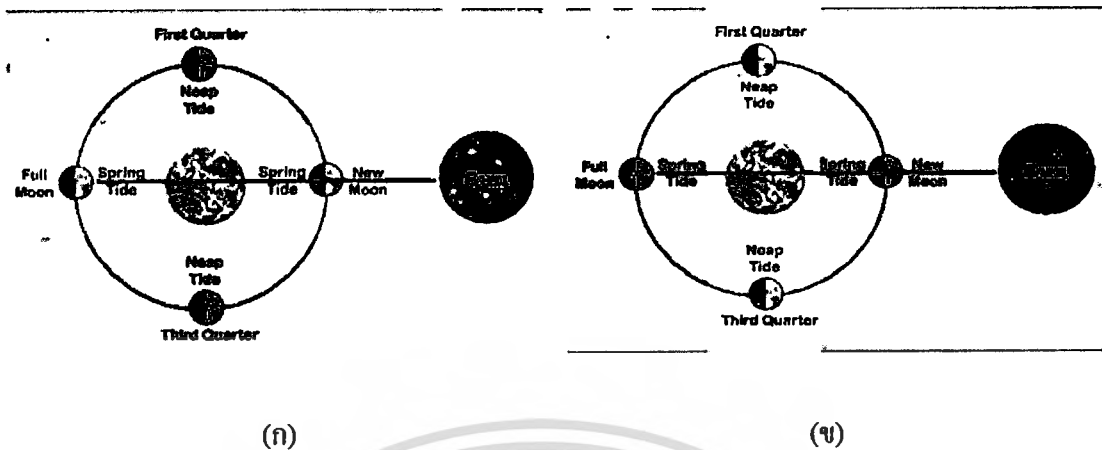 First Quarter
Neap
Tide
Full
Moon
Spring
Tide
Spring
Tide
New
Moon
Neap
Tide
Third Quarter
(ก)
First Quarter
Neap
Tide
Full
Moon
Spring
Tide
Spring
Tide
New
Moon
Neap
Tide
Third Quarter
(ข)